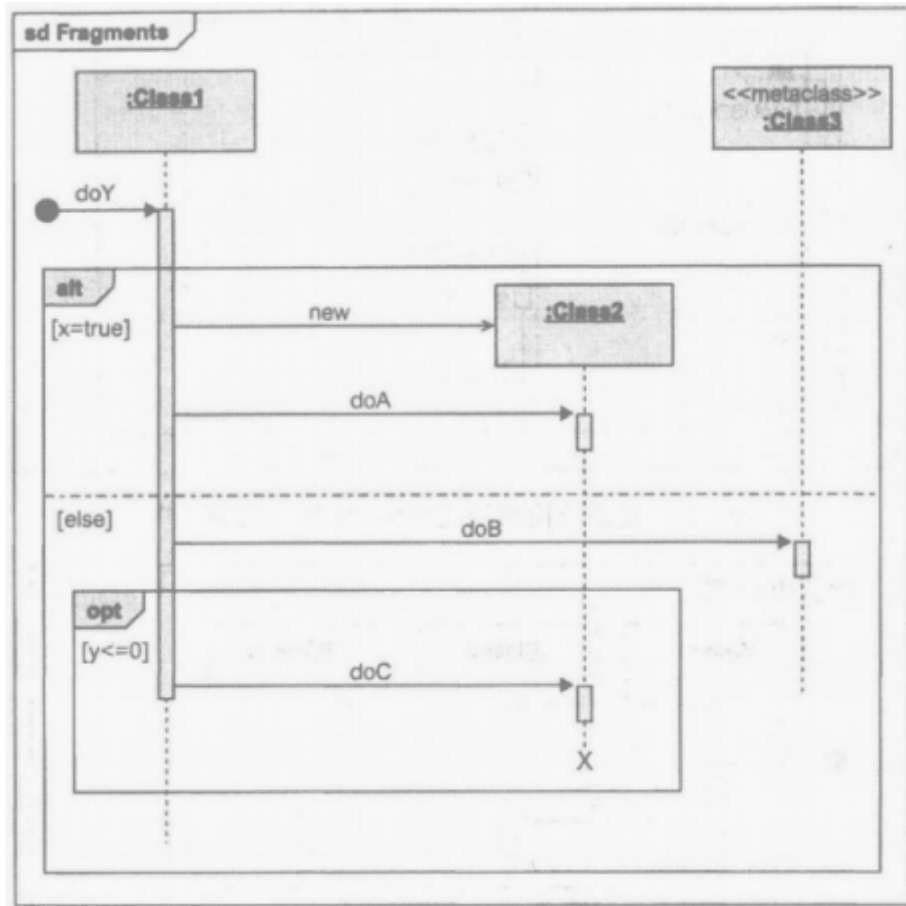 sd Fragments
:Class1
<<metaclass>>
:Class3
doY
alt
[x=true]
new
:Class2
doA
[else]
doB
opt
[y<=0]
doC
X